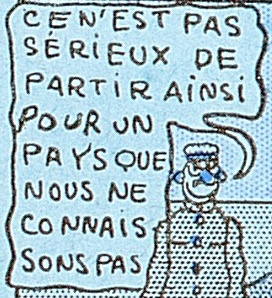 CE N'EST PAS
SÉRIEUX DE
PARTIR AINSI
POUR UN
PAYS QUE
NOUS NE
CONNAIS-
SONS PAS